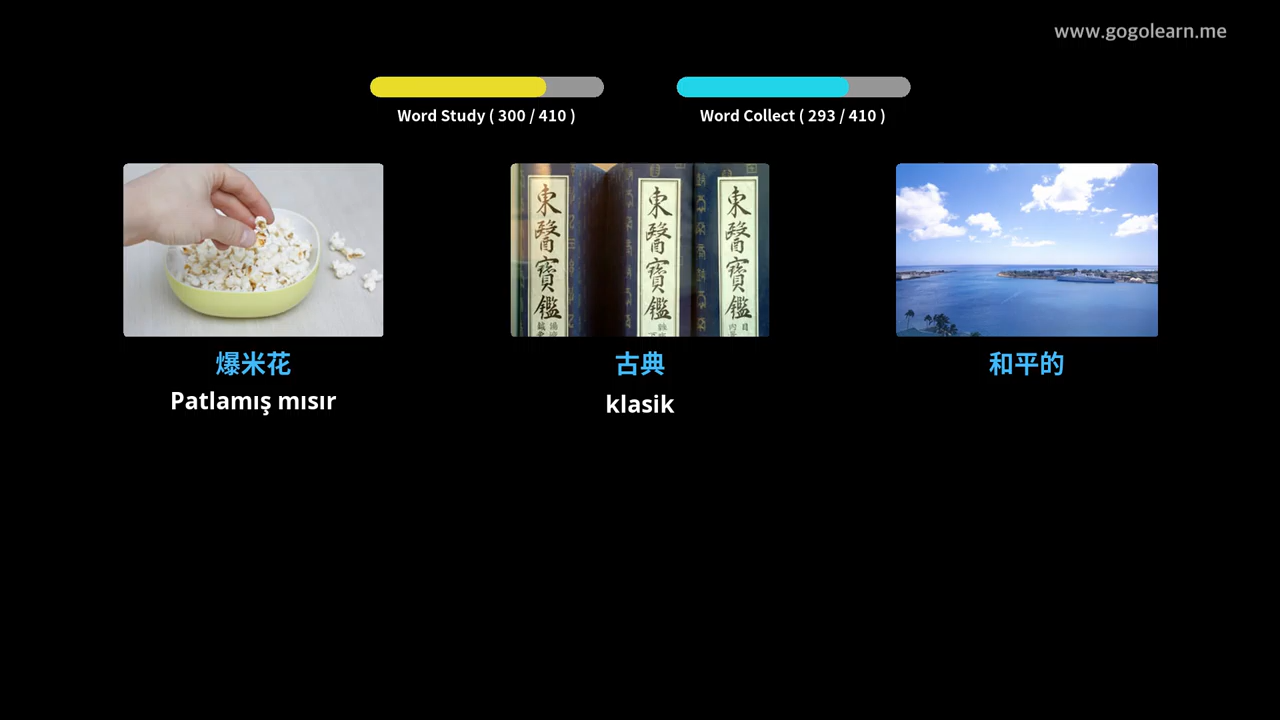 www.gogolearn.me
Word Study ( 300 / 410 )
Word Collect ( 293 / 410 )
東醫寶鑑
東醫寶鑑
東醫寶鑑
爆米花
古典
和平的
Patlamış mısır
klasik